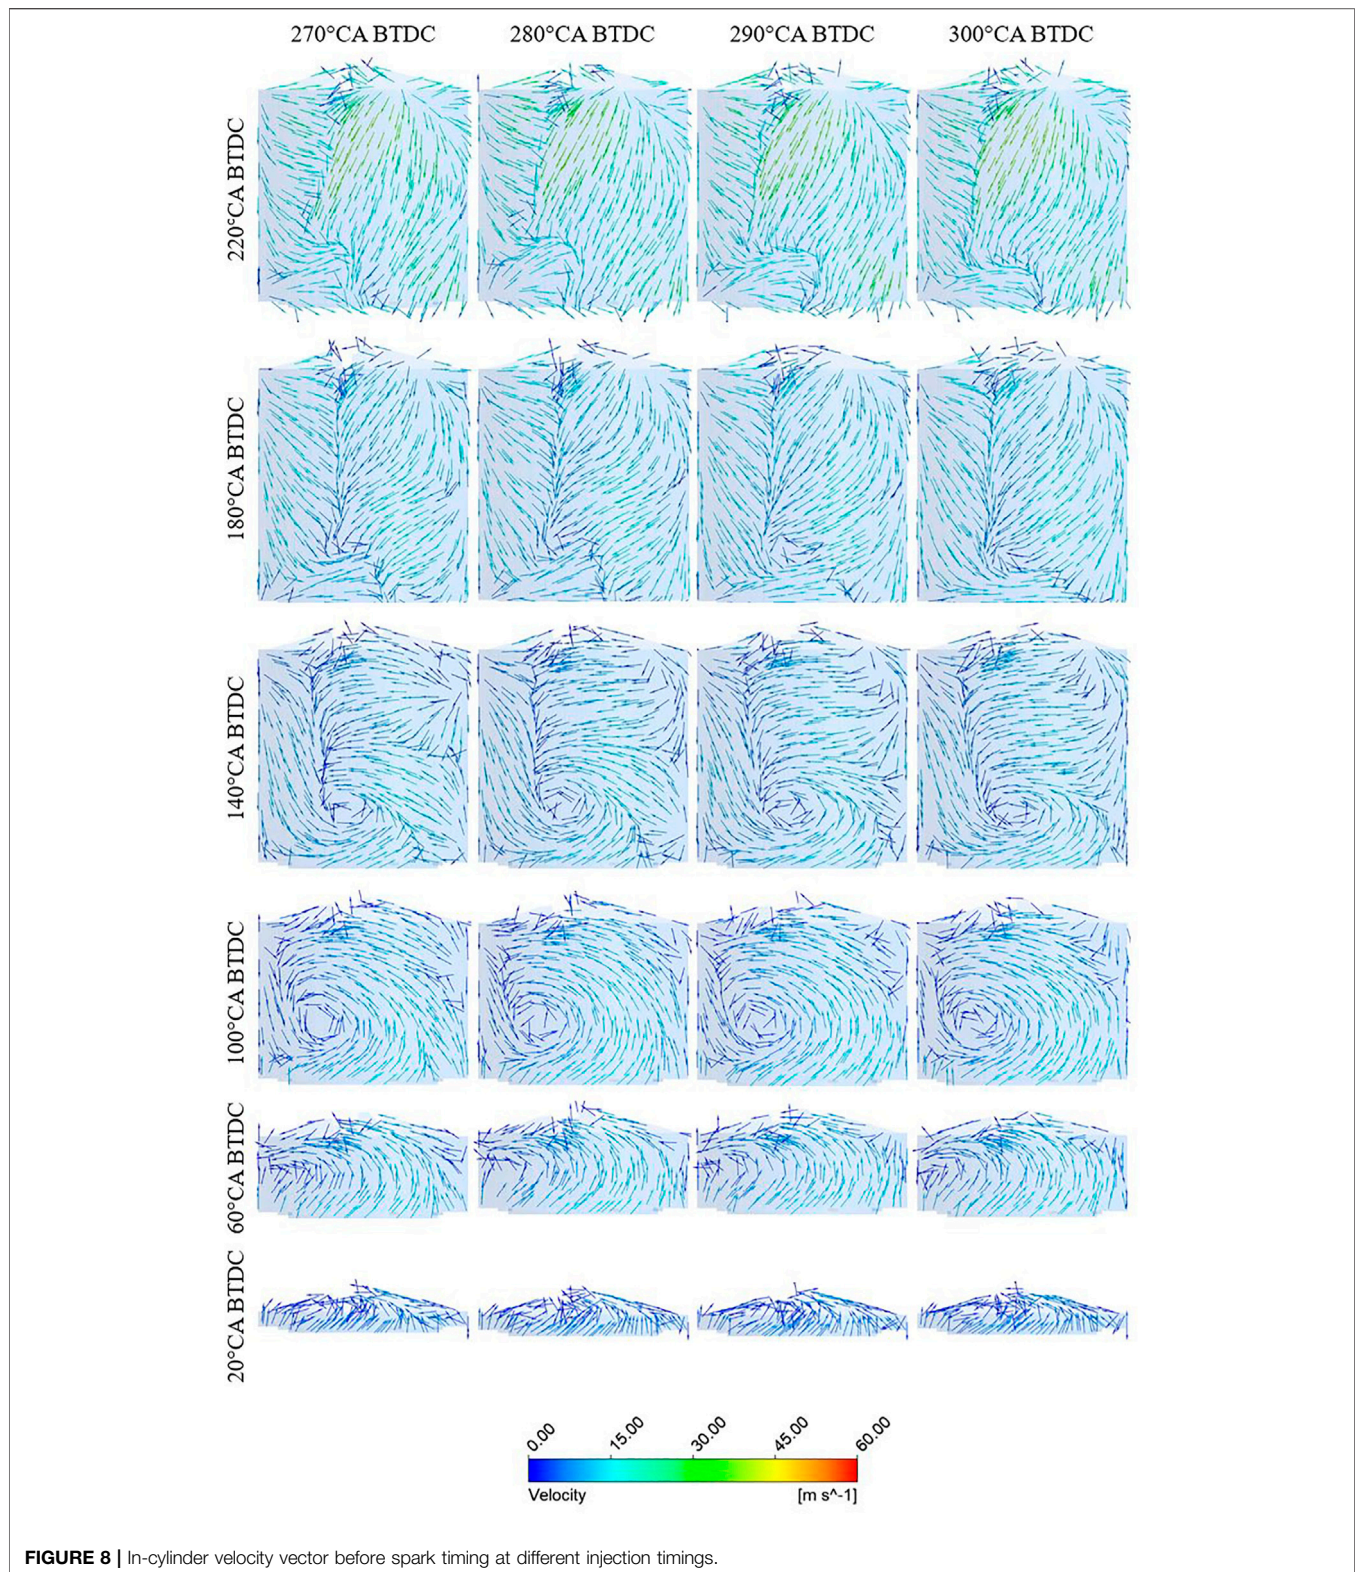 270°CA BTDC
280°CA BTDC
290°CA BTDC
300°CA BTDC
220°CA BTDC
180°CA BTDC
140°CA BTDC
100°CA BTDC
60°CA BTDC
20°CA BTDC
0.00
15.00
30.00
45.00
60.00
Velocity
[m s^-1]
FIGURE 8 | In-cylinder velocity vector before spark timing at different injection timings.